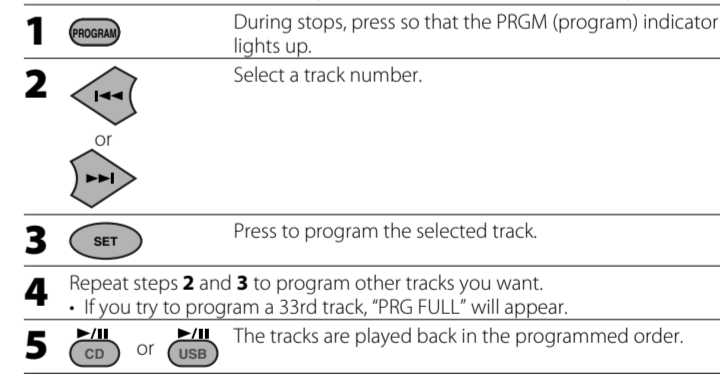 1 PROGRAM During stops, press so that the PRGM (program) indicator
lights up.
2 Select a track number.
or
3 SET Press to program the selected track.
4 Repeat steps 2 and 3 to program other tracks you want.
• If you try to program a 33rd track, “PRG FULL” will appear.
5 CD or USB The tracks are played back in the programmed order.